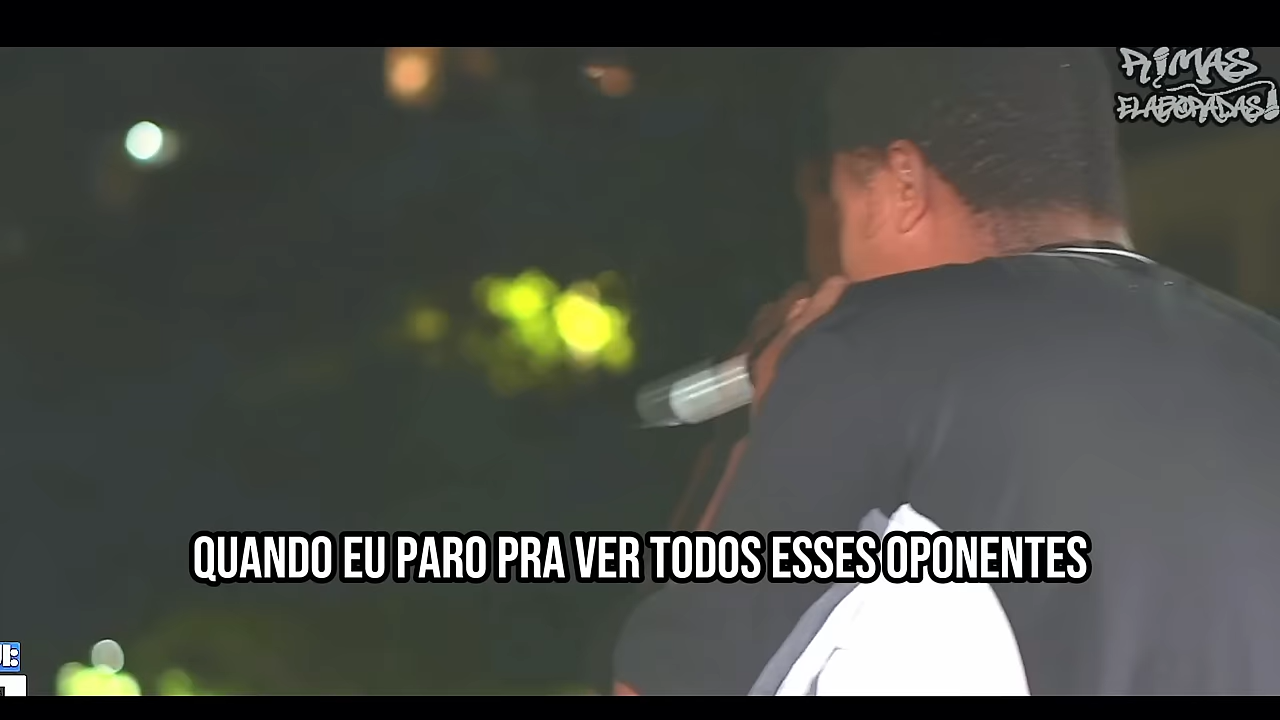 RIMAS
ELABORADAS!
QUANDO EU PARO PRA VER TODOS ESSES OPONENTES